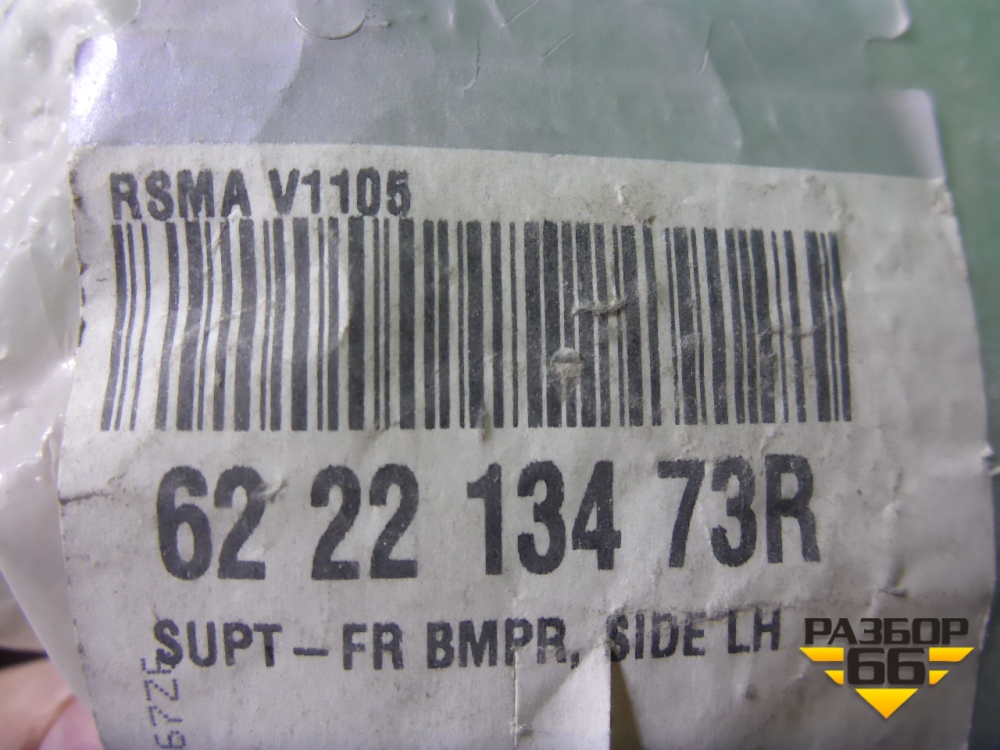 RSMA V1105
62 22 134 73R
SUPT-FR BMPR, SIDE LH
РАЗБОР
66